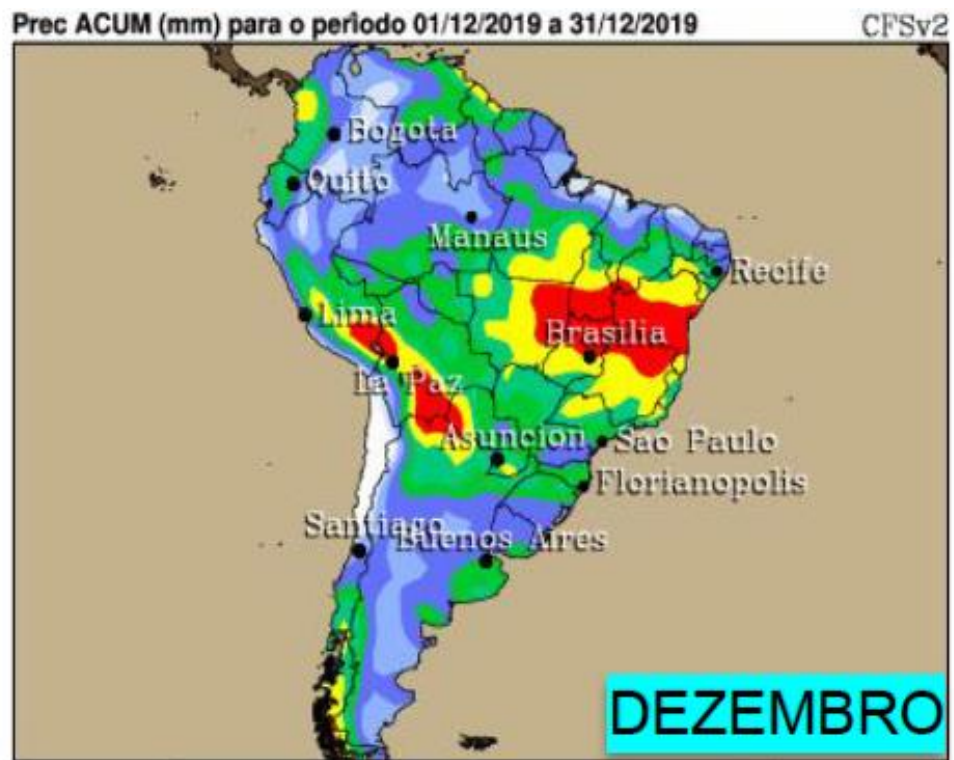 Prec ACUM (mm) para o período 01/12/2019 a 31/12/2019 CFSv2
Bogota
Quito
Manaus
Recife
Lima
Brasilia
la Paz
Asuncion
Sao Paulo
Florianopolis
Santiago
Buenos Aires
DEZEMBRO